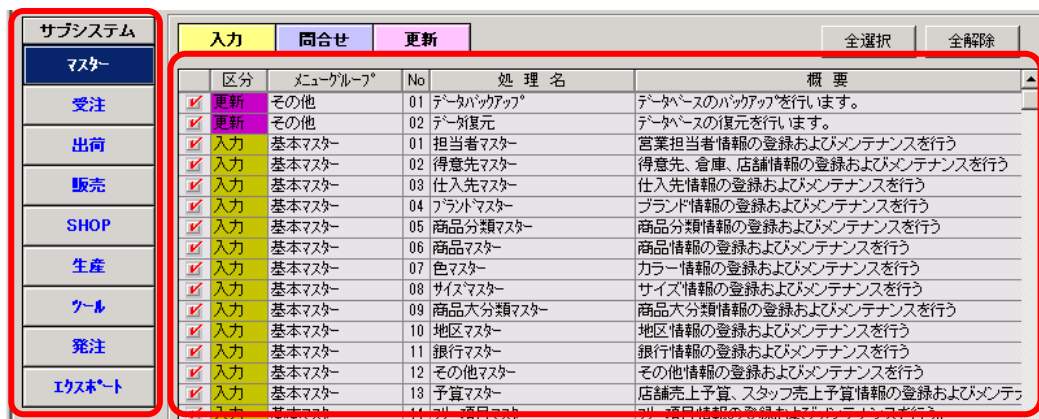 サブシステム
マスター
受注
出荷
販売
SHOP
生産
ツール
発注
エクスポート
入力 問合せ 更新 全選択 全解除
区分 メニューグループ No 処理名 概要
更新 その他 01 データバックアップ データベースのバックアップを行います。
更新 その他 02 データ復元 データベースの復元を行います。
入力 基本マスター 01 担当者マスター 営業担当者情報の登録およびメンテナンスを行う
入力 基本マスター 02 得意先マスター 得意先、倉庫、店舗情報の登録およびメンテナンスを行う
入力 基本マスター 03 仕入先マスター 仕入先情報の登録およびメンテナンスを行う
入力 基本マスター 04 ブランドマスター ブランド情報の登録およびメンテナンスを行う
入力 基本マスター 05 商品分類マスター 商品分類情報の登録およびメンテナンスを行う
入力 基本マスター 06 商品マスター 商品情報の登録およびメンテナンスを行う
入力 基本マスター 07 色マスター カラー情報の登録およびメンテナンスを行う
入力 基本マスター 08 サイズマスター サイズ情報の登録およびメンテナンスを行う
入力 基本マスター 09 商品大分類マスター 商品大分類情報の登録およびメンテナンスを行う
入力 基本マスター 10 地区マスター 地区情報の登録およびメンテナンスを行う
入力 基本マスター 11 銀行マスター 銀行情報の登録およびメンテナンスを行う
入力 基本マスター 12 その他マスター その他情報の登録およびメンテナンスを行う
入力 基本マスター 13 予算マスター 店舗売上予算、スタッフ売上予算情報の登録およびメンテ